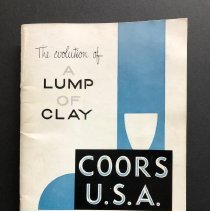 The evolution of
A
LUMP
OF
CLAY
COORS
U.S.A.